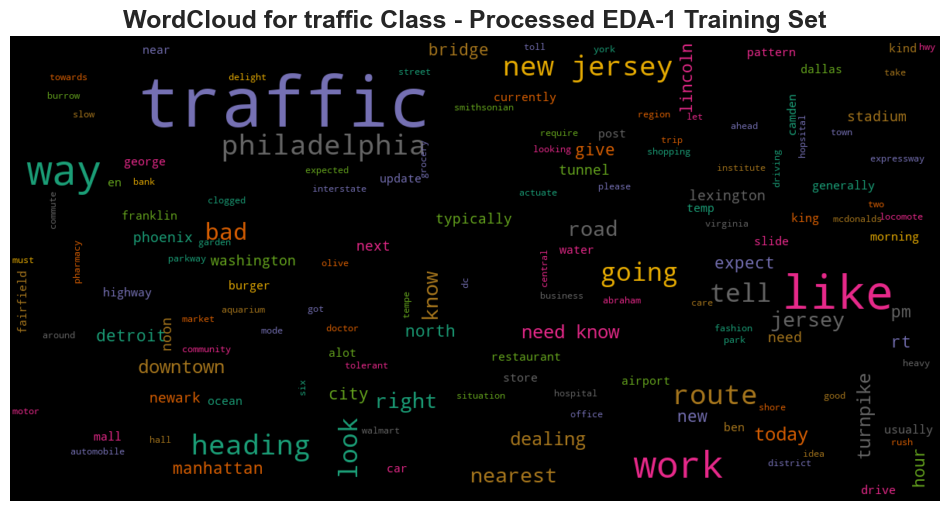 WordCloud for traffic Class - Processed EDA-1 Training Set
near
bridge
toll
york
pattern
kind
hwy
towards
delight
street
new jersey
lincoln
dallas
take
burrow
traffic
currently
smithsonian
slow
region
let
camden
stadium
philadelphia
require
post
ahead
town
hospsital
way
george
grocery
looking
give
trip
shopping
expressway
en
bank
expected
update
tunnel
institute
driving
generally
interstate
actuate
please
lexington
commute
clogged
franklin
typically
temp
king
two
mcdonalds
locomote
phoenix
garden
bad
road
virginia
morning
next
water
slide
must
pharmacy
parkway
washington
olive
central
going
expect
fairfield
highway
burger
know
dc
business
abraham
tell
care
like
aquarium
got
tempe
jersey
pm
around
detroit
noon
market
mode
doctor
north
need know
fashion
park
need
rt
community
alot
tolerant
restaurant
heavy
downtown
store
airport
newark
ocean
six
city
right
situation
hospital
route
turnpike
good
motor
office
new
shore
mall
hall
heading
look
walmart
dealing
ben
today
usually
rush
automobile
idea
manhattan
car
nearest
work
district
hour
drive